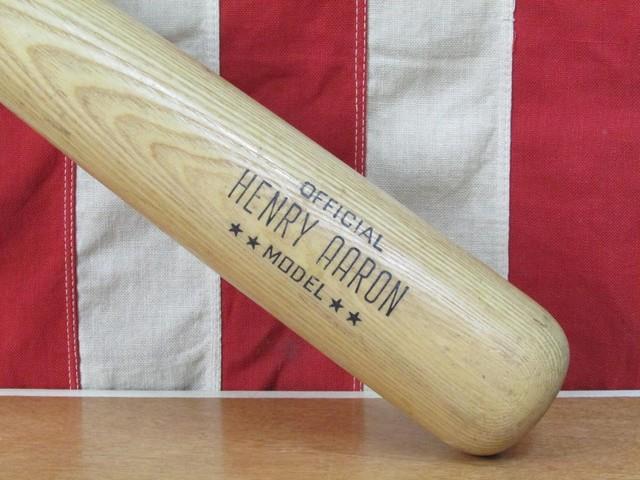 OFFICIAL
HENRY AARON
★★ MODEL ★★